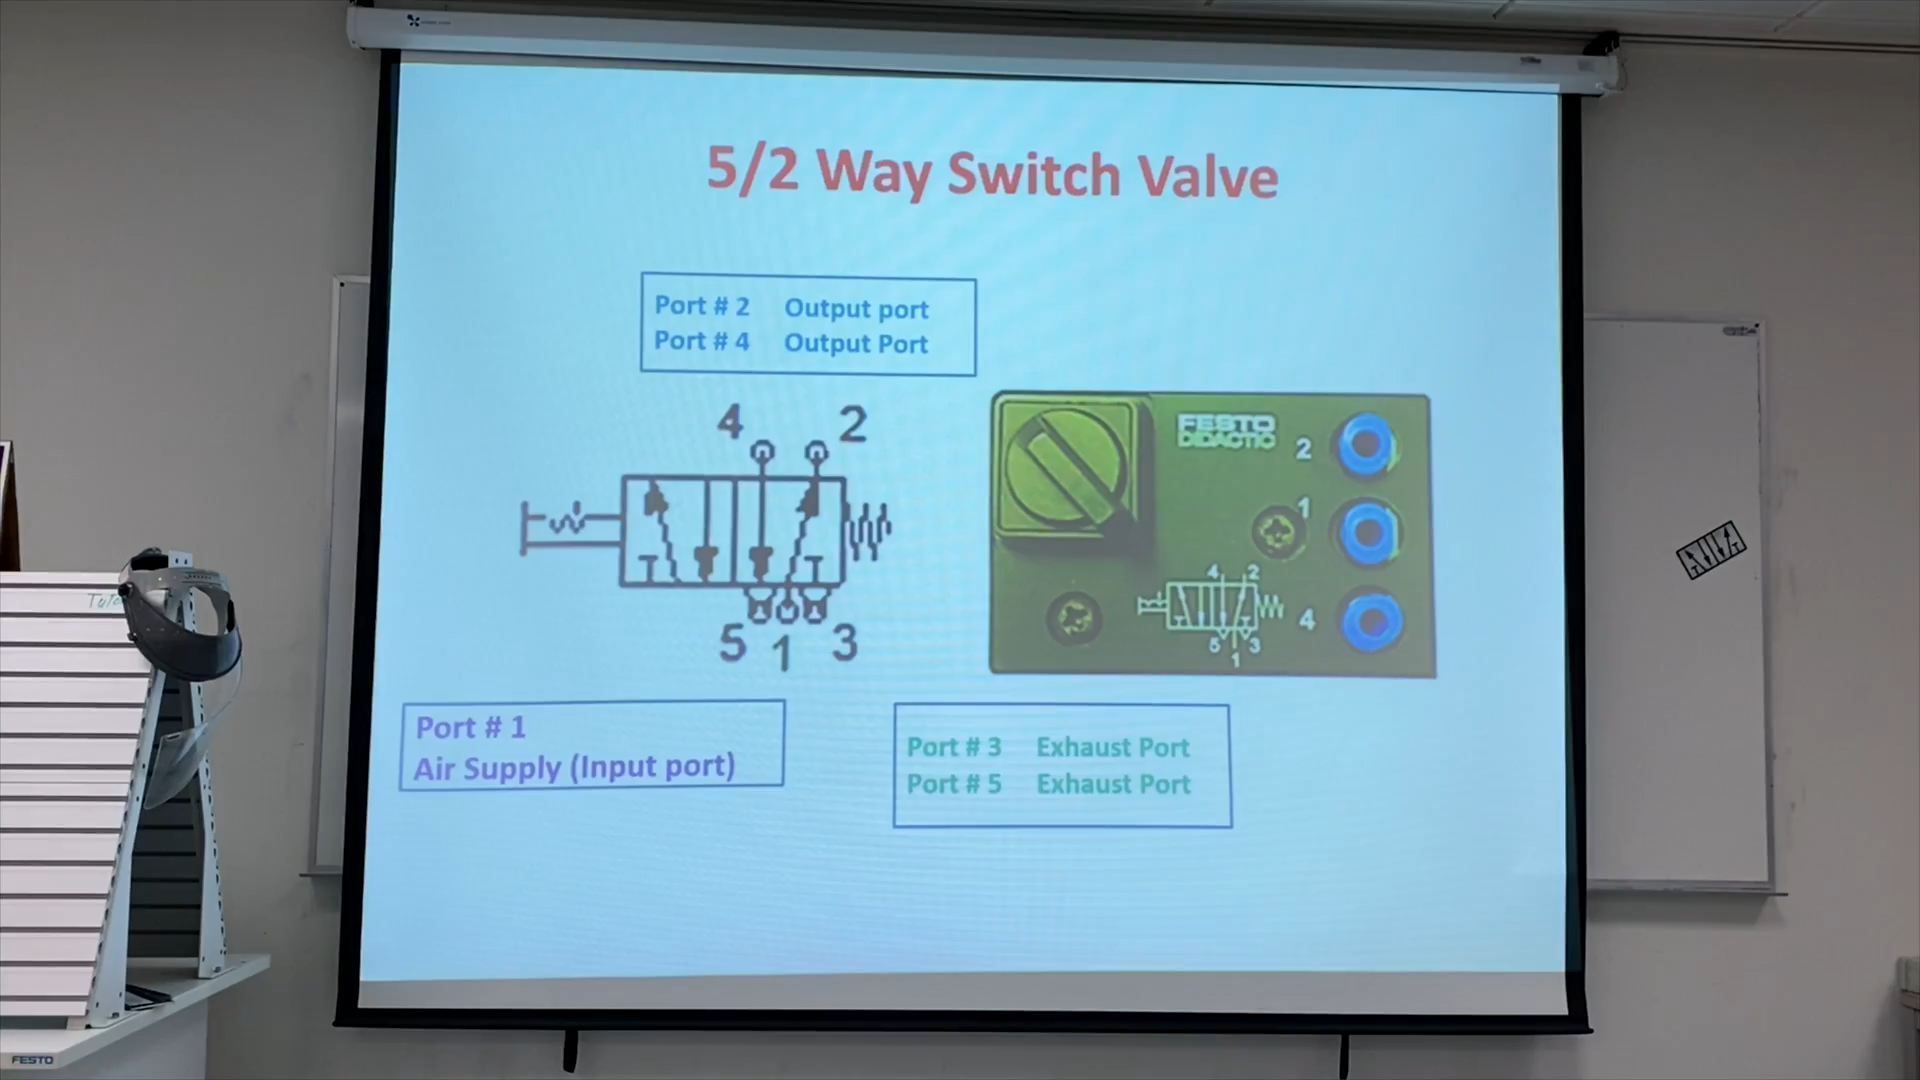 5/2 Way Switch Valve
Port # 2 Output port
Port # 4 Output Port
4 2
5 1 3
FESTO
DIDACTIC
2
1
4
4 2
5 3
1
Port # 1
Air Supply (Input port)
Port # 3 Exhaust Port
Port # 5 Exhaust Port
FESTO